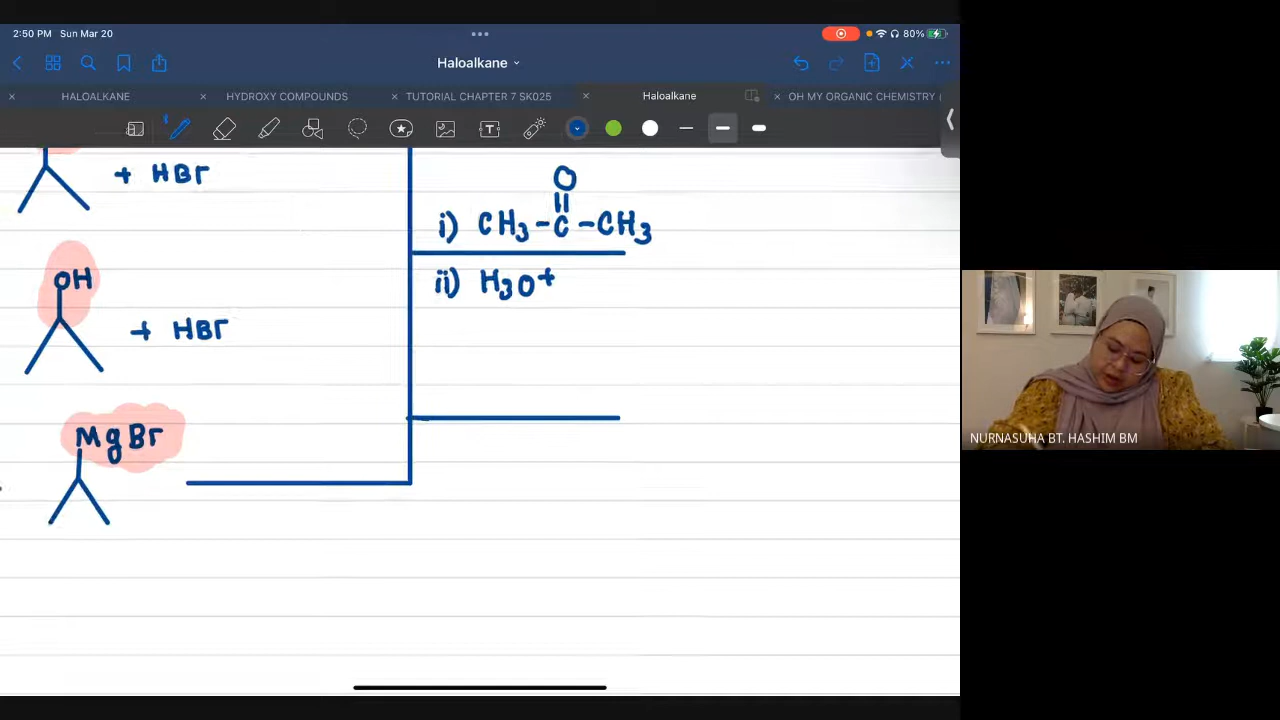 2:50 PM Sun Mar 20
80%
Haloalkane
HALOALKANE
HYDROXY COMPOUNDS
TUTORIAL CHAPTER 7 SK025
Haloalkane
OH MY ORGANIC CHEMISTRY (
+ HBr
O
i) CH3-C-CH3
ii) H3O+
OH
+ HBr
MgBr
NURNASUHA BT. HASHIM BM